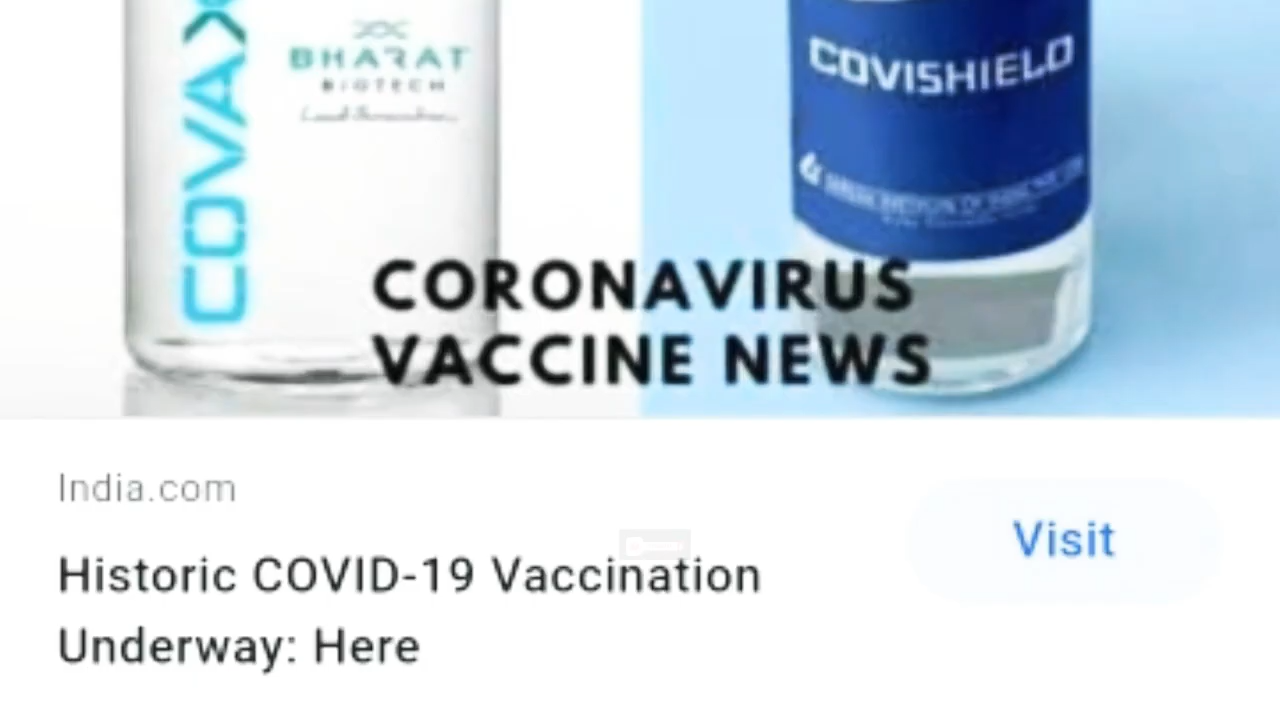 COVAX
BHARAT
BIOTECH
COVISHIELD
CORONAVIRUS
VACCINE NEWS
India.com
Visit
Historic COVID-19 Vaccination
Underway: Here